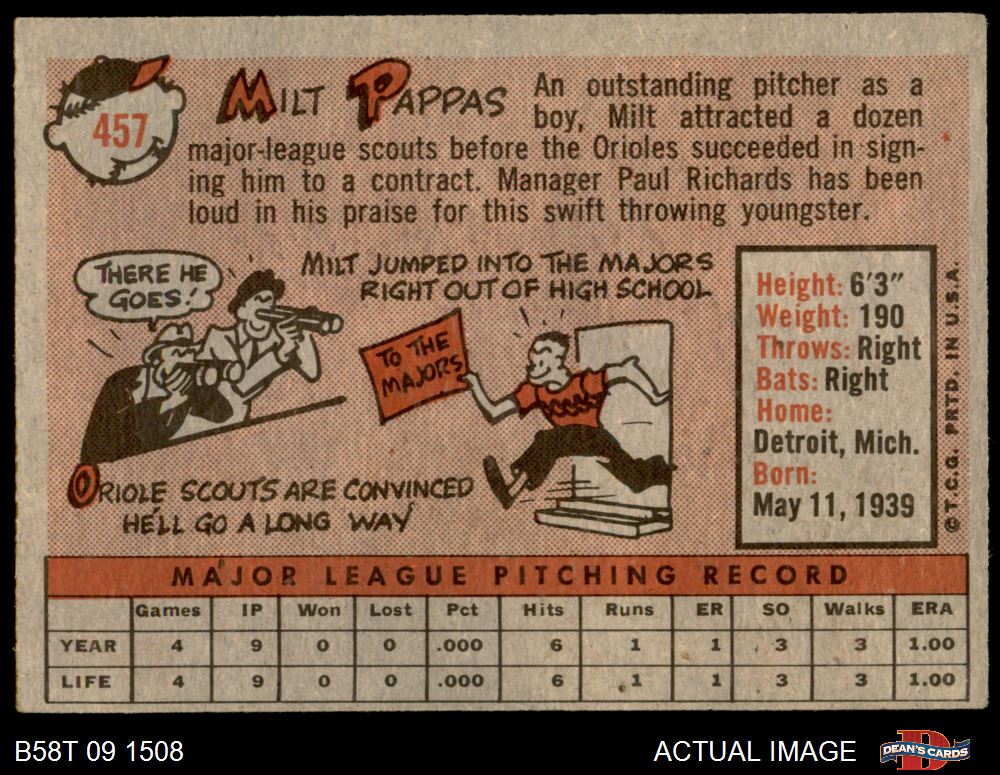 457
MILT PAPPAS
An outstanding pitcher as a
boy, Milt attracted a dozen
major-league scouts before the Orioles succeeded in sign-
ing him to a contract. Manager Paul Richards has been
loud in his praise for this swift throwing youngster.
THERE HE
GOES!
MILT JUMPED INTO THE MAJORS
RIGHT OUT OF HIGH SCHOOL
TO THE
MAJORS
ORIOLE SCOUTS ARE CONVINCED
HE'LL GO A LONG WAY
Height: 6'3"
Weight: 190
Throws: Right
Bats: Right
Home:
Detroit, Mich.
Born:
May 11, 1939
© T.C.G. PRTD. IN U.S.A.
MAJOR LEAGUE PITCHING RECORD
Games IP Won Lost Pct Hits Runs ER SO Walks ERA
YEAR 4 9 0 0 .000 6 1 1 3 3 1.00
LIFE 4 9 0 0 .000 6 1 1 3 3 1.00
B58T 09 1508
ACTUAL IMAGE
DEAN'S CARDS